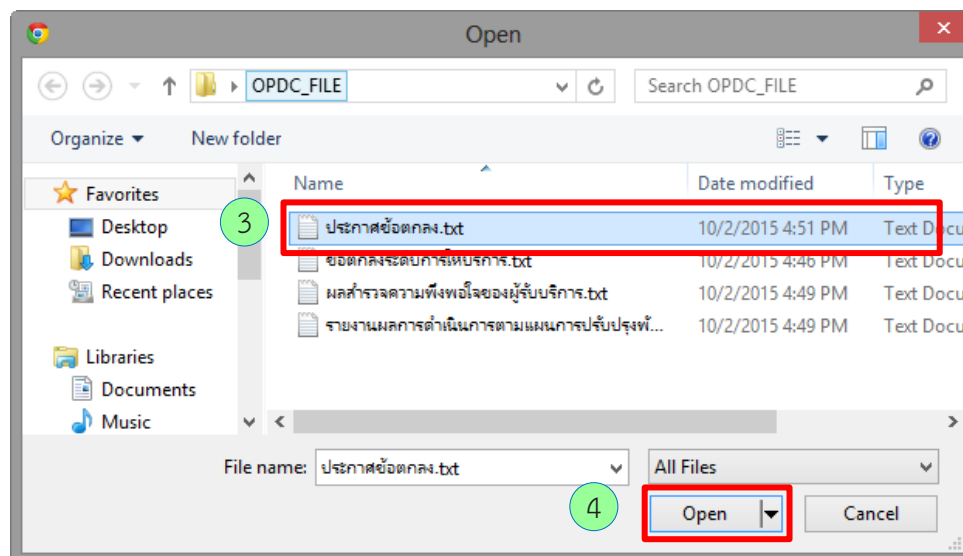 Open
OPDC_FILE
Search OPDC_FILE
Organize
New folder
Name
Date modified
Type
Favorites
Desktop
Downloads
Recent places
Libraries
Documents
Music
3
ประกาศข้อตกลง.txt 10/2/2015 4:51 PM Text Docu
ข้อตกลงระดับการให้บริการ.txt 10/2/2015 4:46 PM Text Docu
ผลสำรวจความพึงพอใจของผู้รับบริการ.txt 10/2/2015 4:49 PM Text Docu
รายงานผลการดำเนินการตามแผนการปรับปรุงพั... 10/2/2015 4:49 PM Text Docu
File name: ประกาศข้อตกลง.txt
All Files
4
Open
Cancel